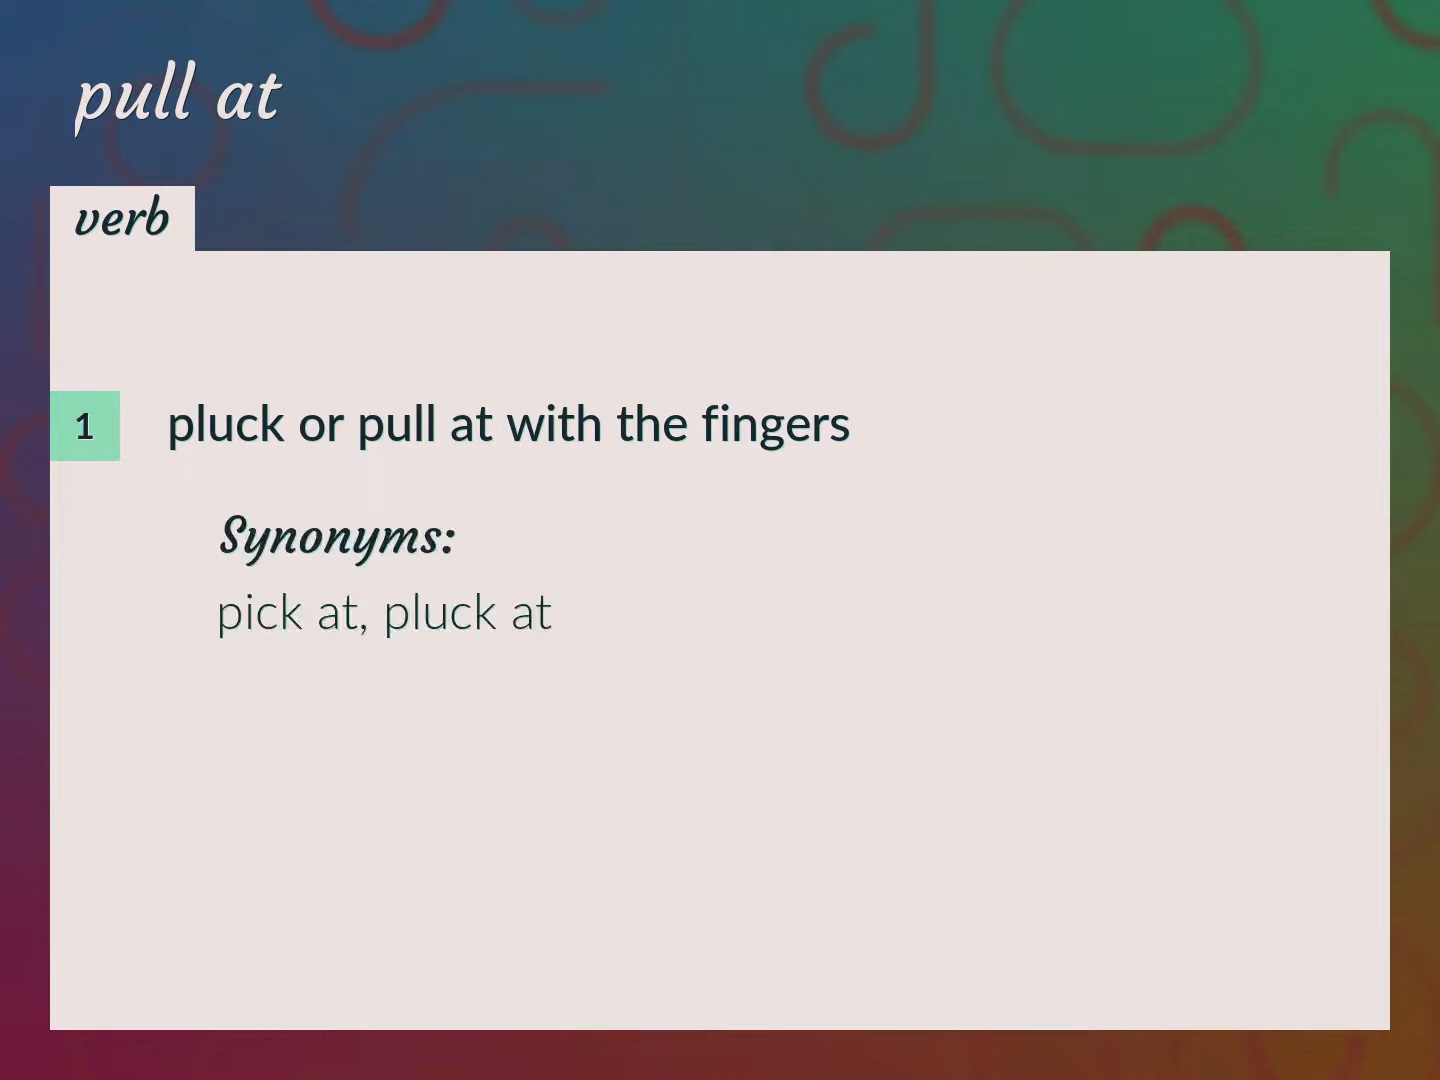 pull at
verb
1 pluck or pull at with the fingers
Synonyms:
pick at, pluck at